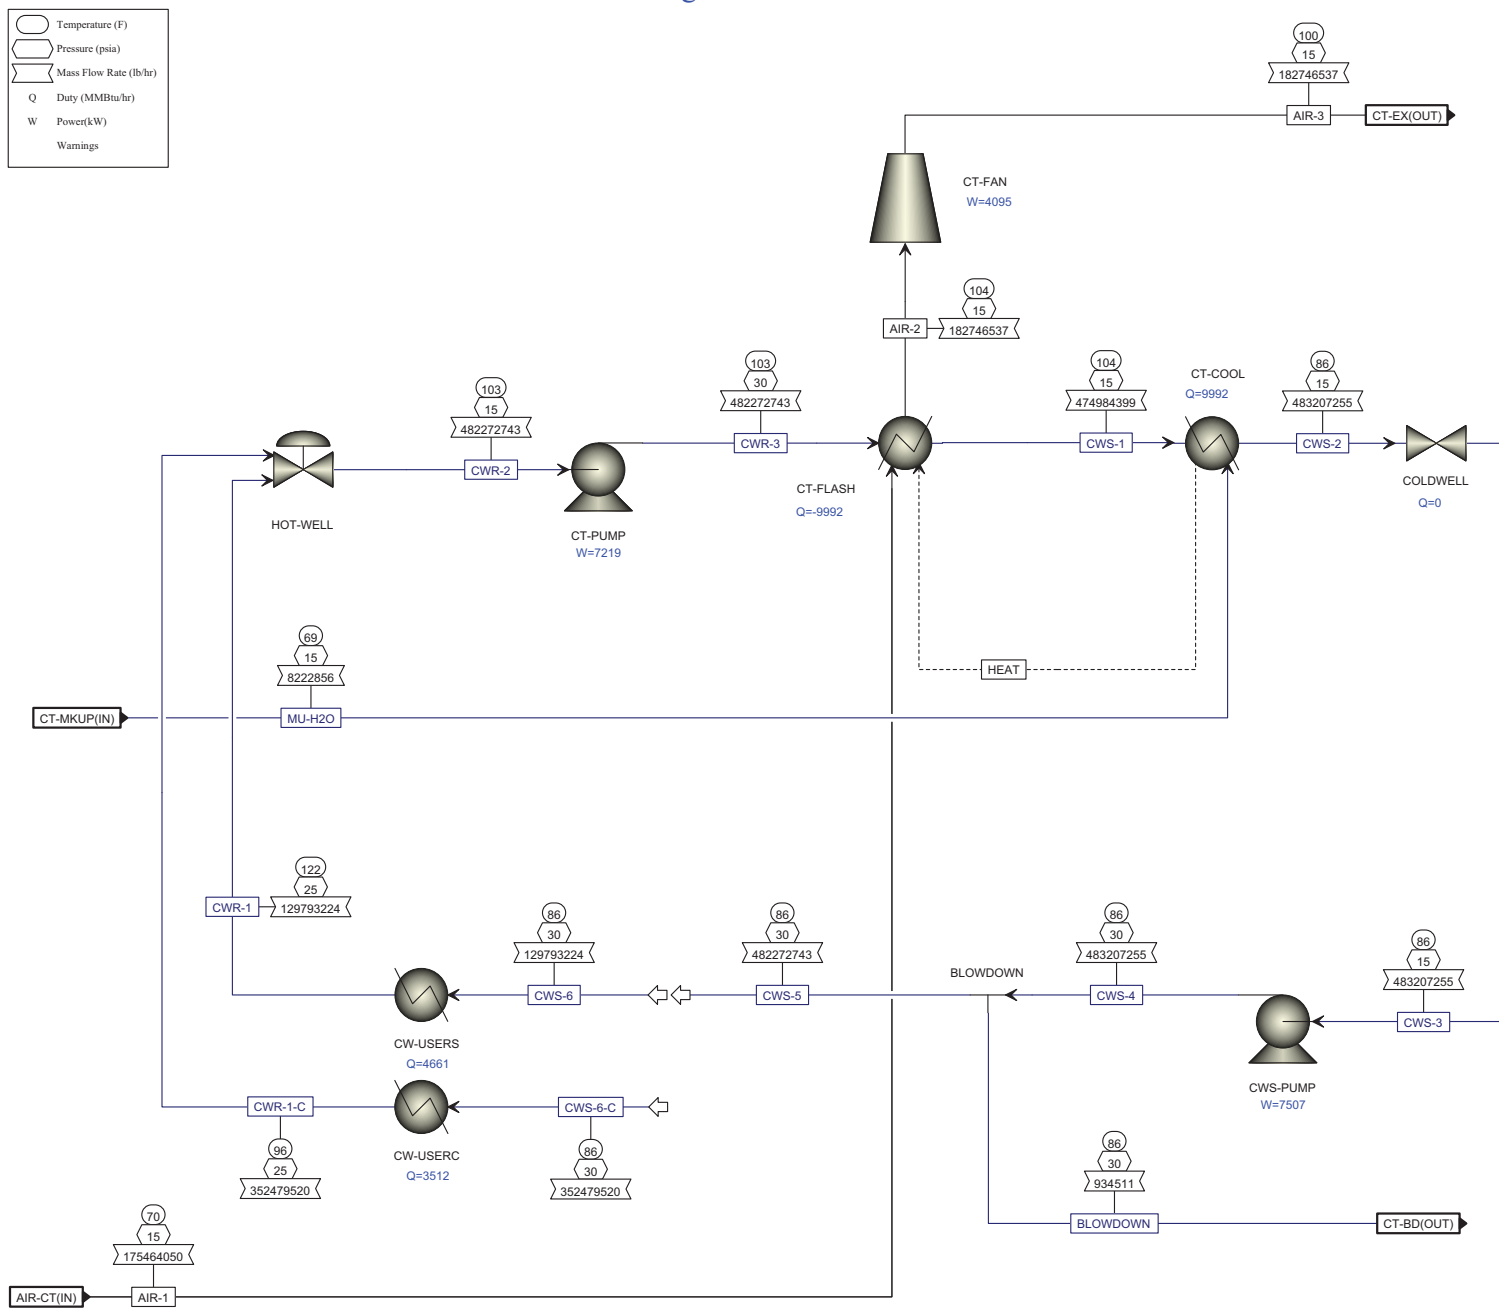 Temperature (F)
Pressure (psia)
Mass Flow Rate (lb/hr)
Q Duty (MMBtu/hr)
W Power(kW)
Warnings
100
15
182746537
AIR-3
CT-EX(OUT)
CT-FAN
W=4095
104
15
182746537
AIR-2
103
15
482272743
CWR-2
103
30
482272743
CWR-3
104
15
474984399
CWS-1
CT-COOL
Q=9992
86
15
483207255
CWS-2
COLDWELL
Q=0
HOT-WELL
CT-PUMP
W=7219
CT-FLASH
Q=-9992
HEAT
69
15
8222856
CT-MKUP(IN)
MU-H2O
122
25
CWR-1
129793224
86
30
129793224
CWS-6
86
30
482272743
CWS-5
BLOWDOWN
86
30
483207255
CWS-4
86
15
483207255
CWS-3
CW-USERS
Q=4661
CWS-PUMP
W=7507
CWR-1-C
96
25
352479520
CW-USERC
Q=3512
CWS-6-C
86
30
352479520
86
30
934511
BLOWDOWN
CT-BD(OUT)
70
15
175464050
AIR-CT(IN)
AIR-1